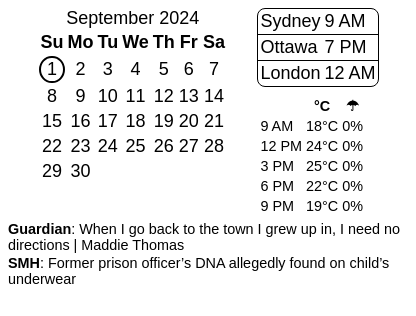 September 2024
Su Mo Tu We Th Fr Sa
1 2 3 4 5 6 7
8 9 10 11 12 13 14
15 16 17 18 19 20 21
22 23 24 25 26 27 28
29 30
Sydney 9 AM
Ottawa 7 PM
London 12 AM
°C ☂
9 AM 18°C 0%
12 PM 24°C 0%
3 PM 25°C 0%
6 PM 22°C 0%
9 PM 19°C 0%
Guardian: When I go back to the town I grew up in, I need no
directions | Maddie Thomas
SMH: Former prison officer’s DNA allegedly found on child’s
underwear